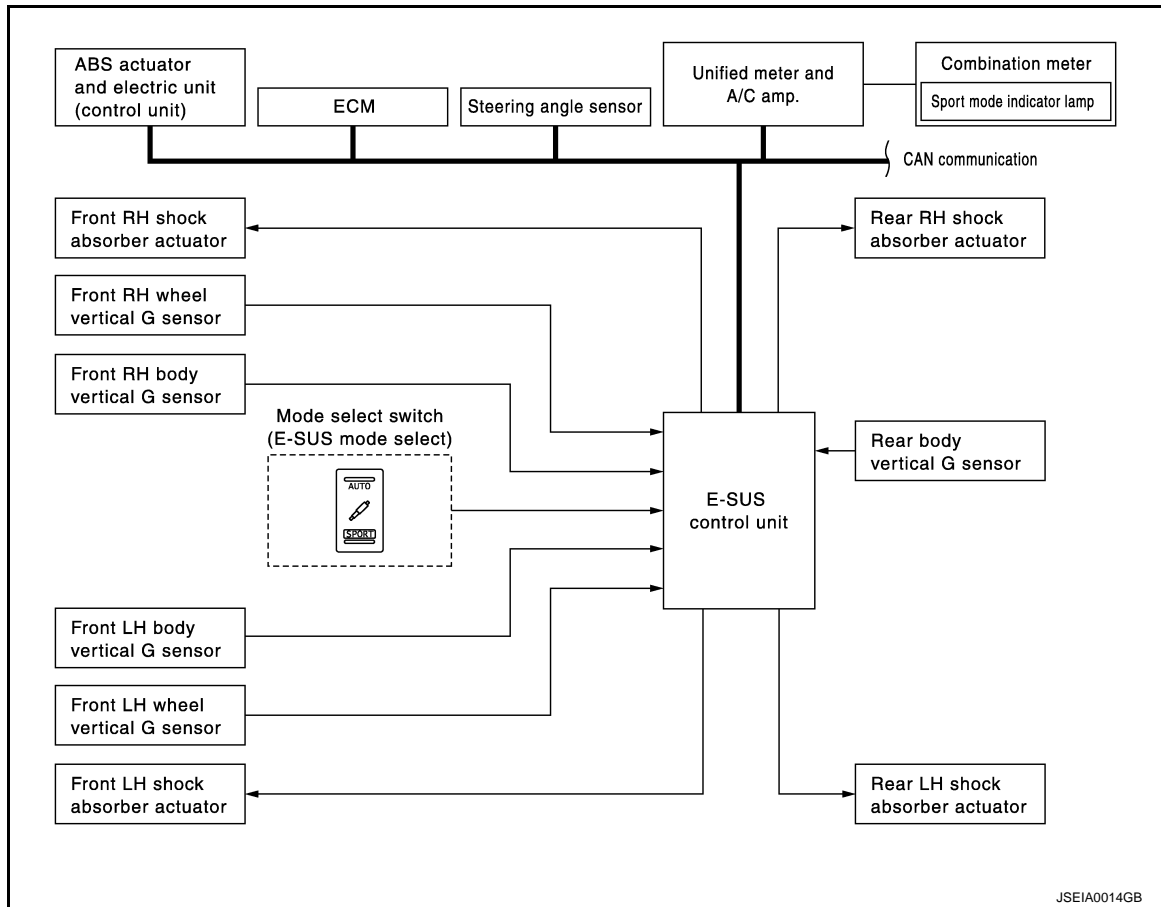 ABS actuator
and electric unit
(control unit)
ECM
Steering angle sensor
Unified meter and
A/C amp.
Combination meter
Sport mode indicator lamp
CAN communication
Front RH shock
absorber actuator
Rear RH shock
absorber actuator
Front RH wheel
vertical G sensor
Front RH body
vertical G sensor
Mode select switch
(E-SUS mode select)
AUTO
SPORT
E-SUS
control unit
Rear body
vertical G sensor
Front LH body
vertical G sensor
Front LH wheel
vertical G sensor
Front LH shock
absorber actuator
Rear LH shock
absorber actuator
JSEIA0014GB